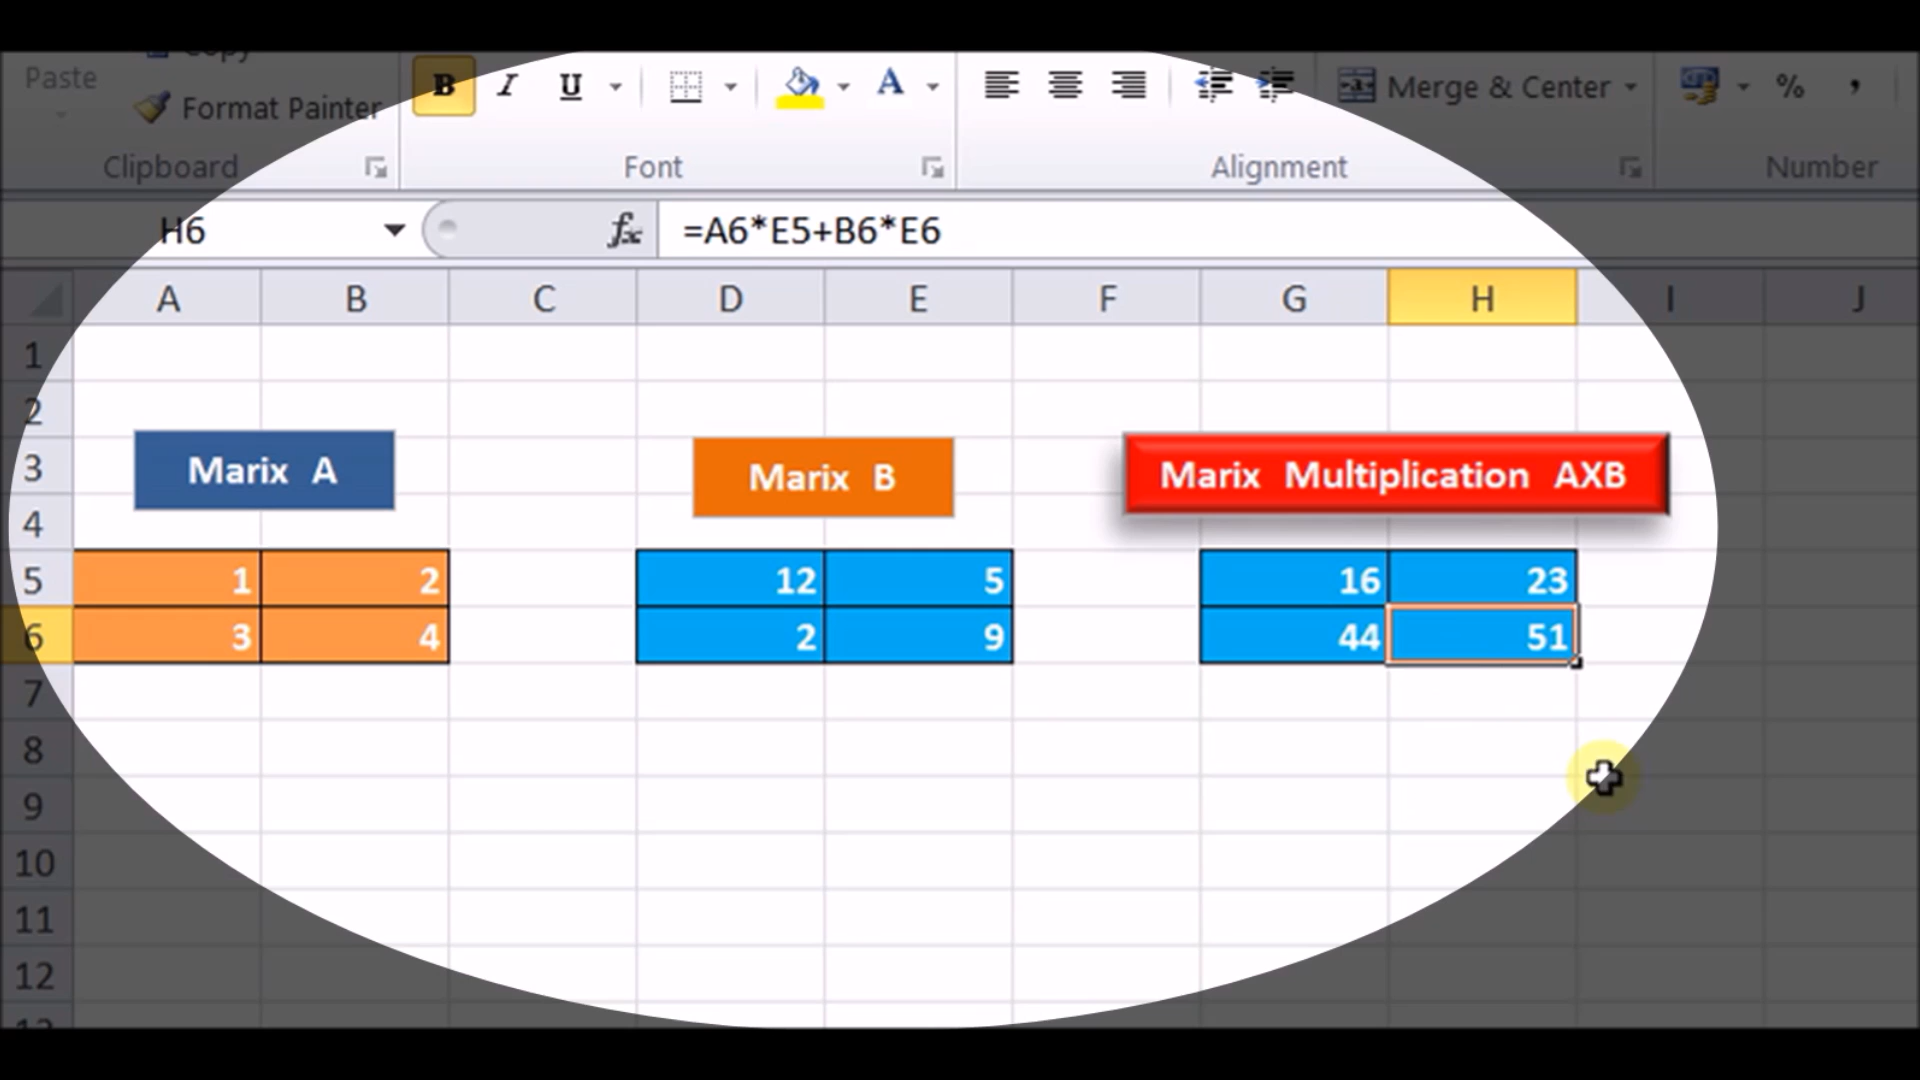 Copy
Paste
Format Painter
B I U A Merge & Center % ,
Clipboard Font Alignment Number
H6 fx =A6*E5+B6*E6
A B C D E F G H I J
1
2
3 Marix A Marix B Marix Multiplication AXB
4
5 1 2 12 5 16 23
6 3 4 2 9 44 51
7
8
9
10
11
12
13